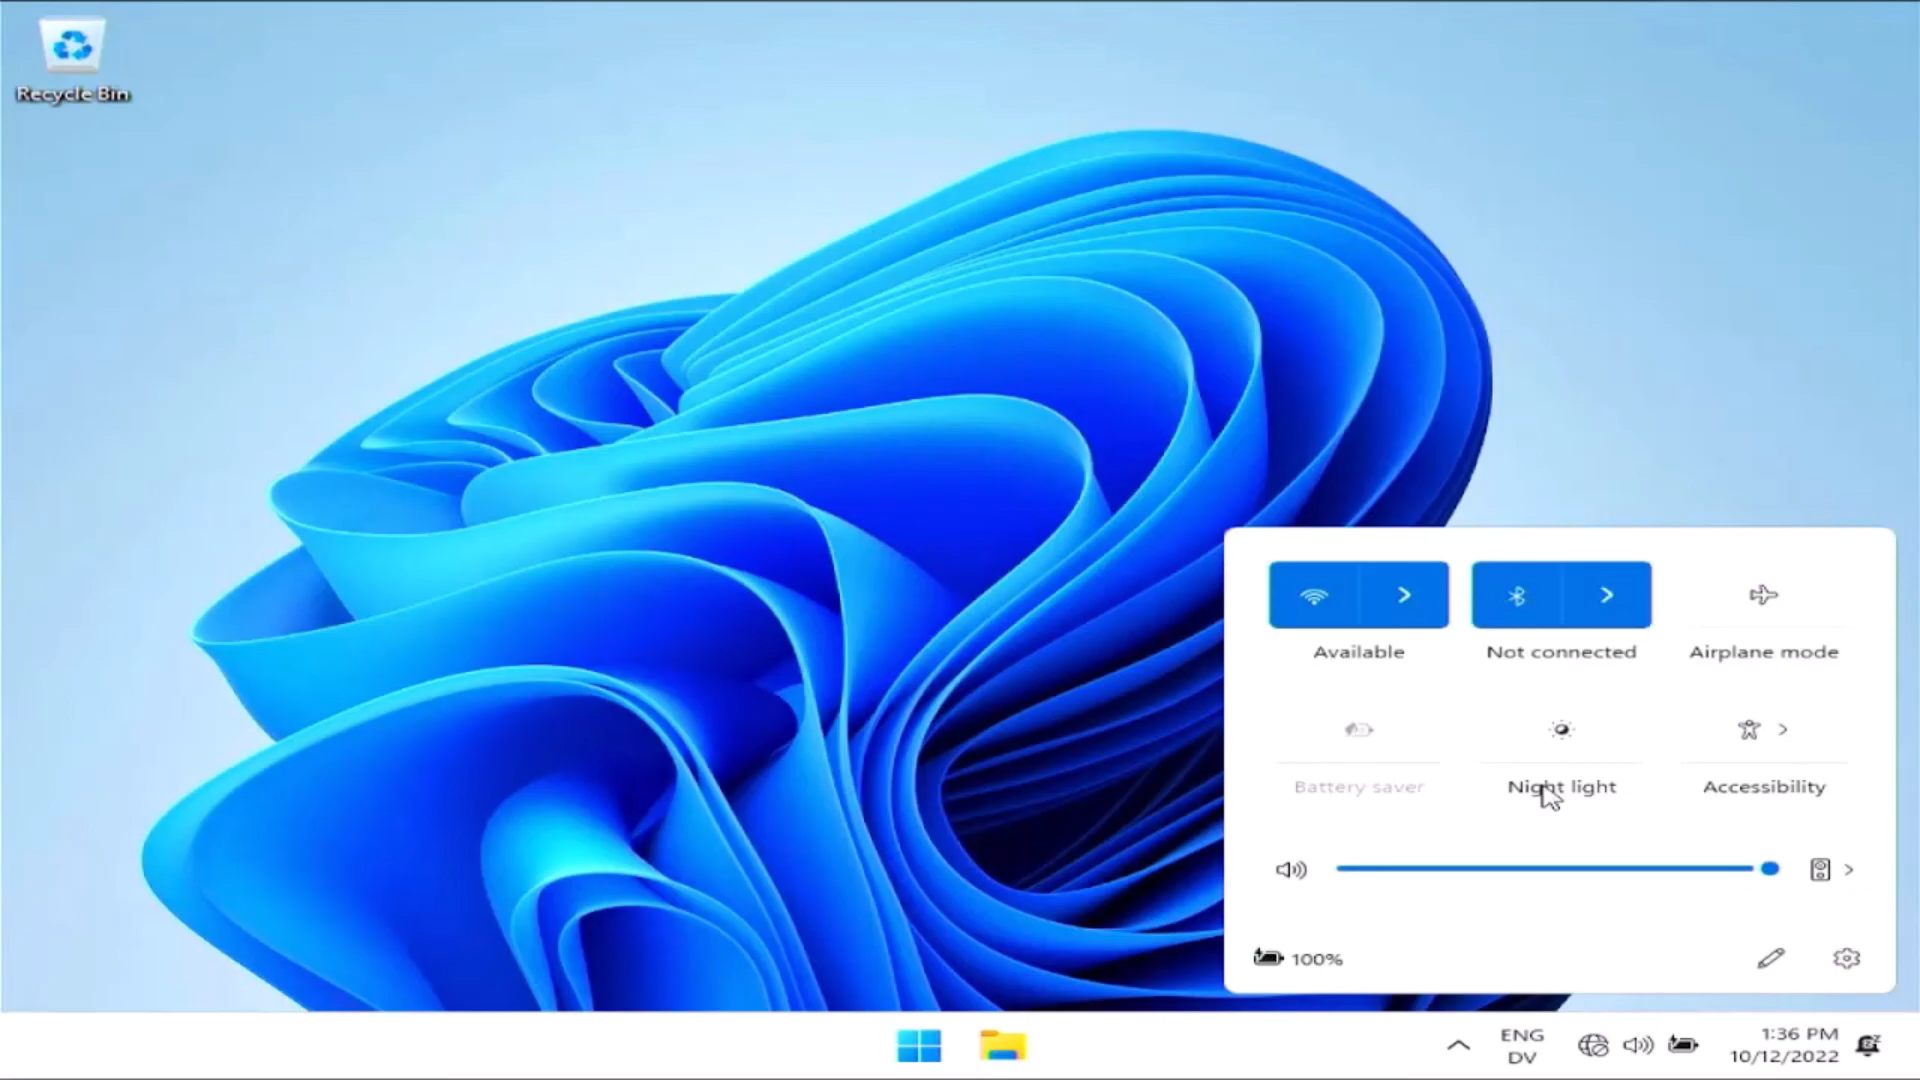 Recycle Bin
Available
Not connected
Airplane mode
Battery saver
Night light
Accessibility
100%
ENG
DV
1:36 PM
10/12/2022